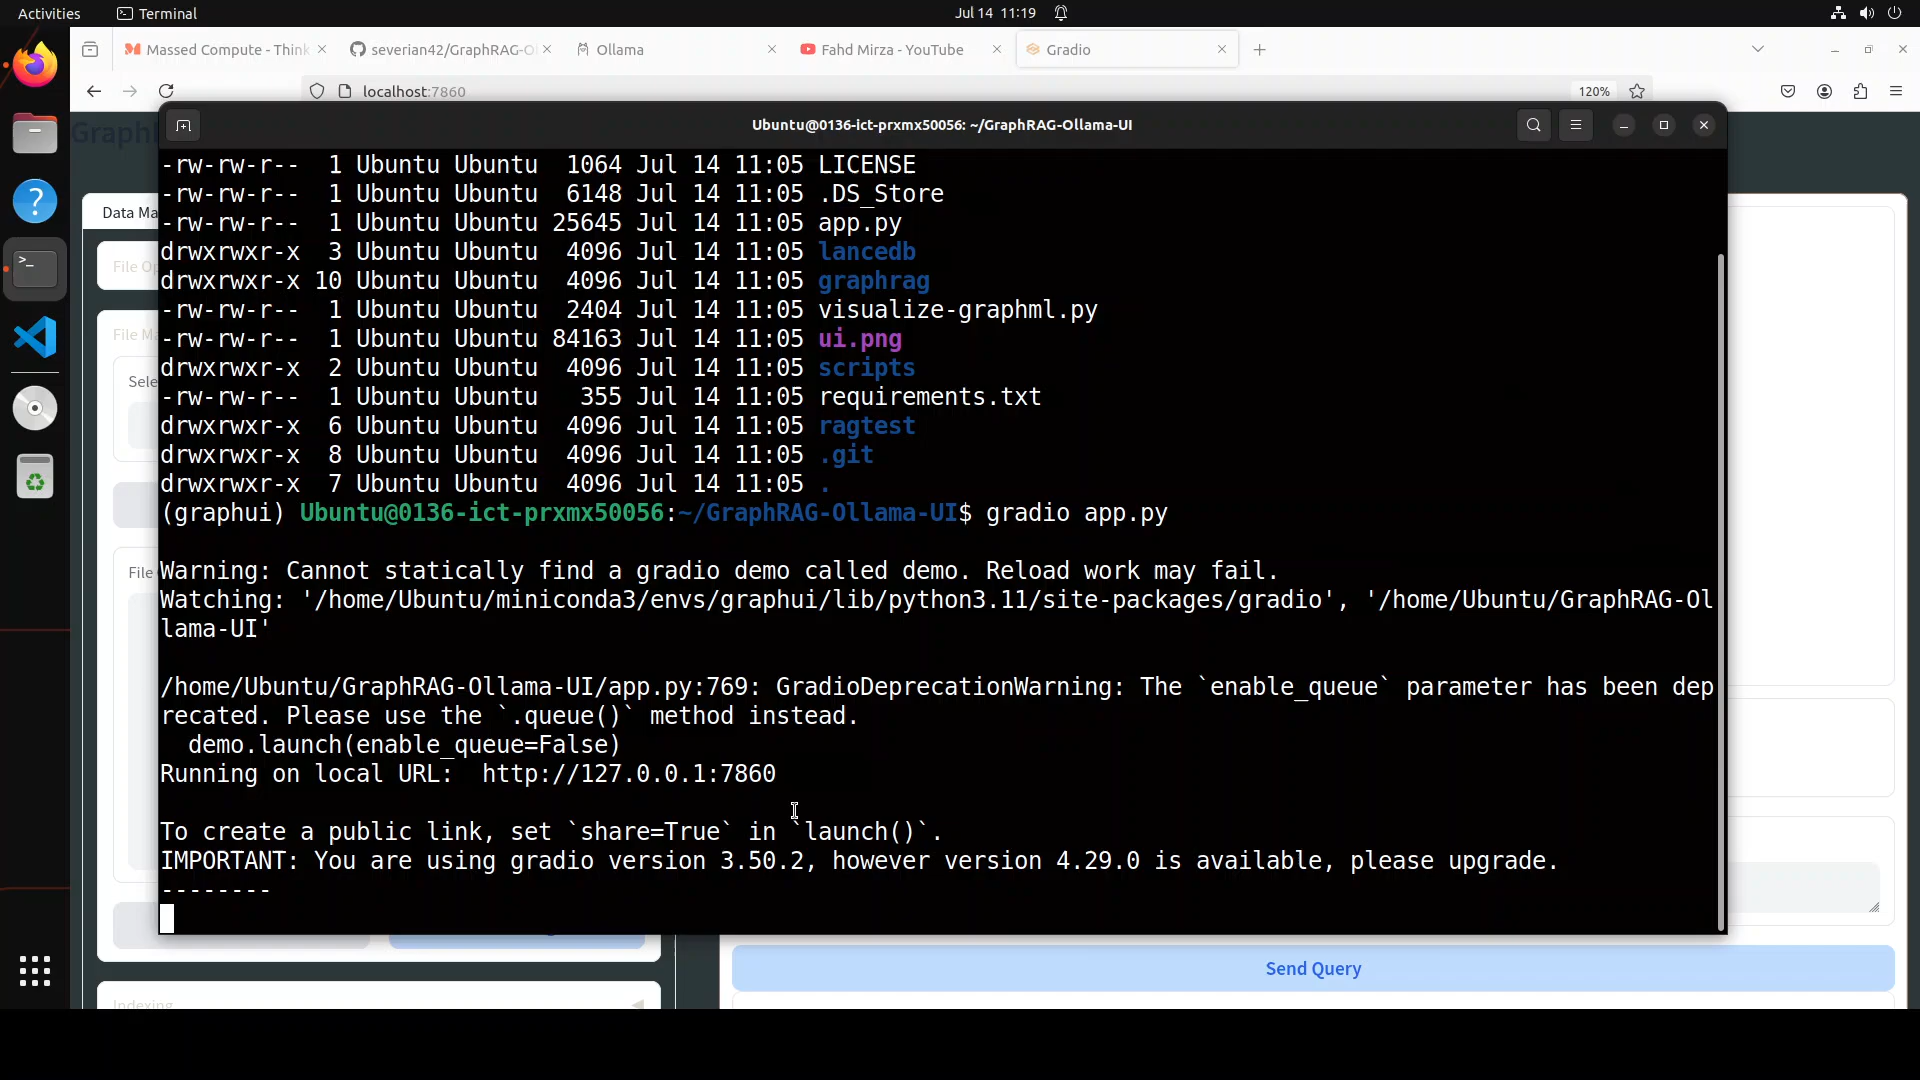 Activities
Terminal
Jul 14 11:19
Massed Compute - Think
severian42/GraphRAG-O
Ollama
Fahd Mirza - YouTube
Gradio
localhost:7860
120%
Ubuntu@0136-ict-prxmx50056: ~/GraphRAG-Ollama-UI
Graph
Data Ma
File Op
File Ma
Sele
File
-rw-rw-r-- 1 Ubuntu Ubuntu 1064 Jul 14 11:05 LICENSE
-rw-rw-r-- 1 Ubuntu Ubuntu 6148 Jul 14 11:05 .DS_Store
-rw-rw-r-- 1 Ubuntu Ubuntu 25645 Jul 14 11:05 app.py
drwxrwxr-x 3 Ubuntu Ubuntu 4096 Jul 14 11:05 lancedb
drwxrwxr-x 10 Ubuntu Ubuntu 4096 Jul 14 11:05 graphrag
-rw-rw-r-- 1 Ubuntu Ubuntu 2404 Jul 14 11:05 visualize-graphml.py
-rw-rw-r-- 1 Ubuntu Ubuntu 84163 Jul 14 11:05 ui.png
drwxrwxr-x 2 Ubuntu Ubuntu 4096 Jul 14 11:05 scripts
-rw-rw-r-- 1 Ubuntu Ubuntu 355 Jul 14 11:05 requirements.txt
drwxrwxr-x 6 Ubuntu Ubuntu 4096 Jul 14 11:05 ragtest
drwxrwxr-x 8 Ubuntu Ubuntu 4096 Jul 14 11:05 .git
drwxrwxr-x 7 Ubuntu Ubuntu 4096 Jul 14 11:05 .
(graphui) Ubuntu@0136-ict-prxmx50056:~/GraphRAG-Ollama-UI$ gradio app.py
Warning: Cannot statically find a gradio demo called demo. Reload work may fail.
Watching: '/home/Ubuntu/miniconda3/envs/graphui/lib/python3.11/site-packages/gradio', '/home/Ubuntu/GraphRAG-Ol
lama-UI'
/home/Ubuntu/GraphRAG-Ollama-UI/app.py:769: GradioDeprecationWarning: The `enable_queue` parameter has been dep
recated. Please use the `.queue()` method instead.
demo.launch(enable_queue=False)
Running on local URL: http://127.0.0.1:7860
To create a public link, set `share=True` in `launch()`.
IMPORTANT: You are using gradio version 3.50.2, however version 4.29.0 is available, please upgrade.
--------
Send Query
Indexing